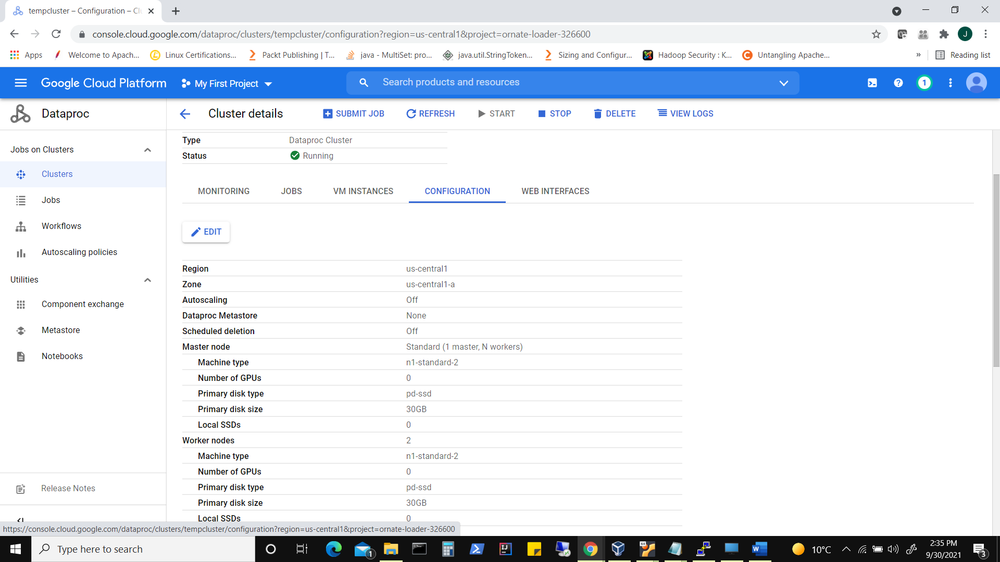 tempcluster – Configuration – Cl
console.cloud.google.com/dataproc/clusters/tempcluster/configuration?region=us-central1&project=ornate-loader-326600
J
Apps
Welcome to Apach...
Linux Certifications...
Packt Publishing | T...
java - MultiSet: pro...
java.util.StringToken...
Sizing and Configur...
Hadoop Security : K...
Untangling Apache...
»
Reading list
Google Cloud Platform
My First Project
Search products and resources
1
Dataproc
Cluster details
SUBMIT JOB
REFRESH
START
STOP
DELETE
VIEW LOGS
Jobs on Clusters
Clusters
Jobs
Workflows
Autoscaling policies
Utilities
Component exchange
Metastore
Notebooks
Release Notes
Type Dataproc Cluster
Status Running
MONITORING
JOBS
VM INSTANCES
CONFIGURATION
WEB INTERFACES
EDIT
Region us-central1
Zone us-central1-a
Autoscaling Off
Dataproc Metastore None
Scheduled deletion Off
Master node Standard (1 master, N workers)
Machine type n1-standard-2
Number of GPUs 0
Primary disk type pd-ssd
Primary disk size 30GB
Local SSDs 0
Worker nodes 2
Machine type n1-standard-2
Number of GPUs 0
Primary disk type pd-ssd
Primary disk size 30GB
Local SSDs 0
https://console.cloud.google.com/dataproc/clusters/tempcluster/configuration?region=us-central1&project=ornate-loader-326600
Type here to search
1
IJ
64
W
10°C
2:35 PM
9/30/2021
3